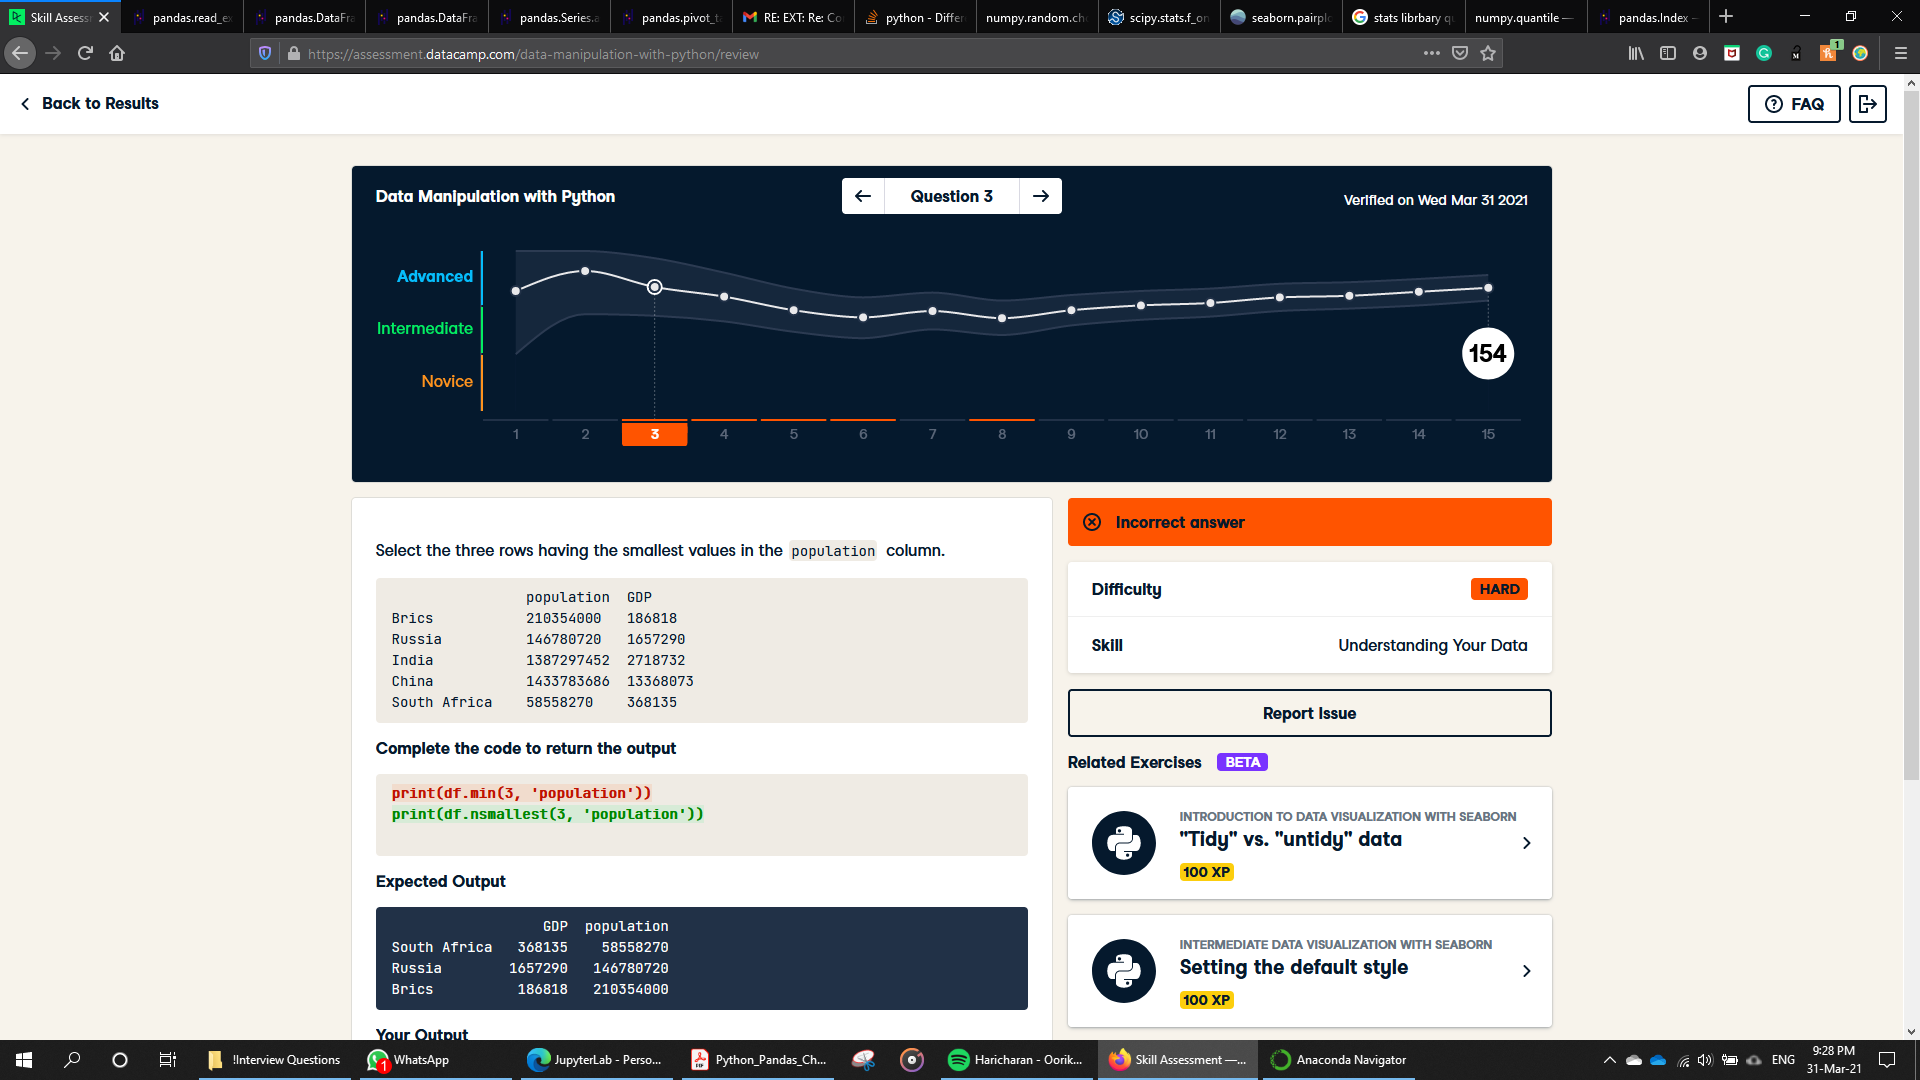 Skill Assessn
pandas.read_ex
pandas.DataFra
pandas.DataFra
pandas.Series.a
pandas.pivot_ta
RE: EXT: Re: Co
python - Differ
numpy.random.ch
scipy.stats.f_on
seaborn.pairplo
stats librbary q
numpy.quantile —
pandas.Index —
https://assessment.datacamp.com/data-manipulation-with-python/review
1
Back to Results
FAQ
Data Manipulation with Python
Question 3
Verified on Wed Mar 31 2021
Advanced
Intermediate
Novice
154
1 2 3 4 5 6 7 8 9 10 11 12 13 14 15
Select the three rows having the smallest values in the population column.
population GDP
Brics 210354000 186818
Russia 146780720 1657290
India 1387297452 2718732
China 1433783686 13368073
South Africa 58558270 368135
Complete the code to return the output
print(df.min(3, 'population'))
print(df.nsmallest(3, 'population'))
Expected Output
GDP population
South Africa 368135 58558270
Russia 1657290 146780720
Brics 186818 210354000
Your Output
Incorrect answer
Difficulty HARD
Skill Understanding Your Data
Report Issue
Related Exercises BETA
INTRODUCTION TO DATA VISUALIZATION WITH SEABORN
"Tidy" vs. "untidy" data
100 XP
INTERMEDIATE DATA VISUALIZATION WITH SEABORN
Setting the default style
100 XP
!Interview Questions
1
WhatsApp
JupyterLab - Perso...
Python_Pandas_Ch...
Haricharan - Oorik...
Skill Assessment —...
Anaconda Navigator
ENG
9:28 PM
31-Mar-21